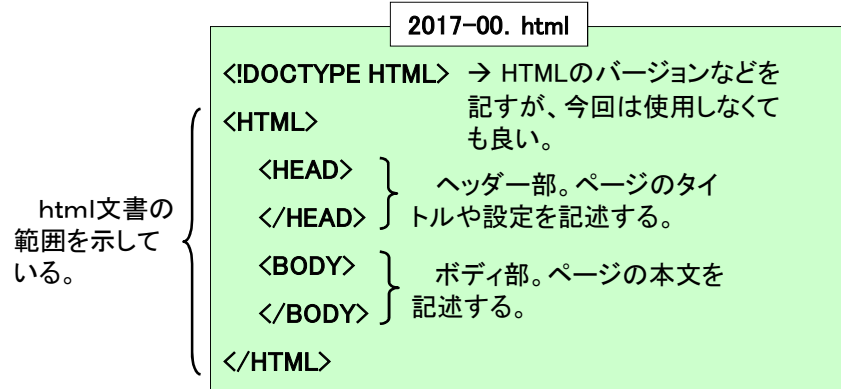 2017-00. html
<!DOCTYPE HTML> → HTMLのバージョンなどを
記すが、今回は使用しなくて
も良い。
<HTML>
<HEAD>
ヘッダー部。ページのタイ
</HEAD> トルや設定を記述する。
html文書の
範囲を示して
いる。
<BODY>
ボディ部。ページの本文を
</BODY> 記述する。
</HTML>